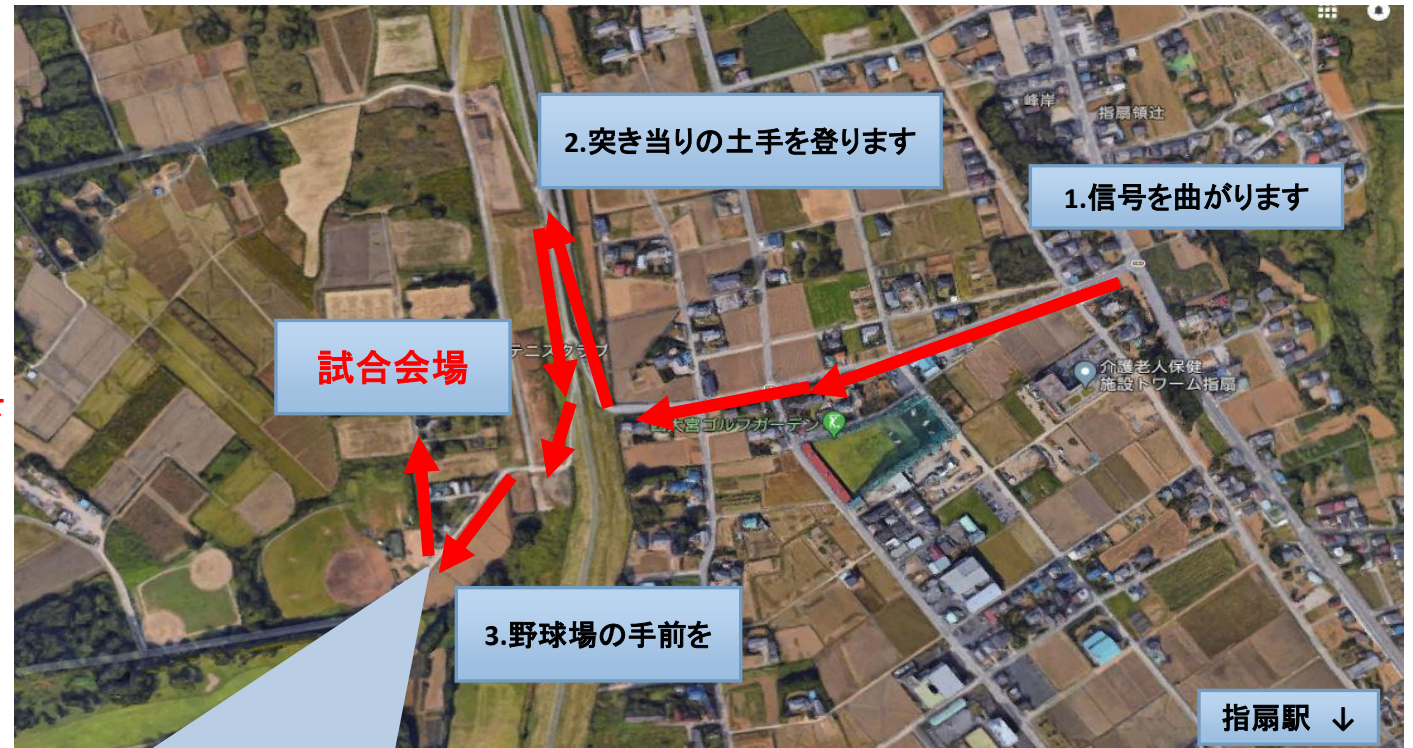 峰岸
指扇領辻
2.突き当りの土手を登ります
1.信号を曲がります
試合会場
テニスクラブ
介護老人保健
施設トワーム指扇
大宮ゴルフガーデン
3.野球場の手前を
指扇駅 ↓